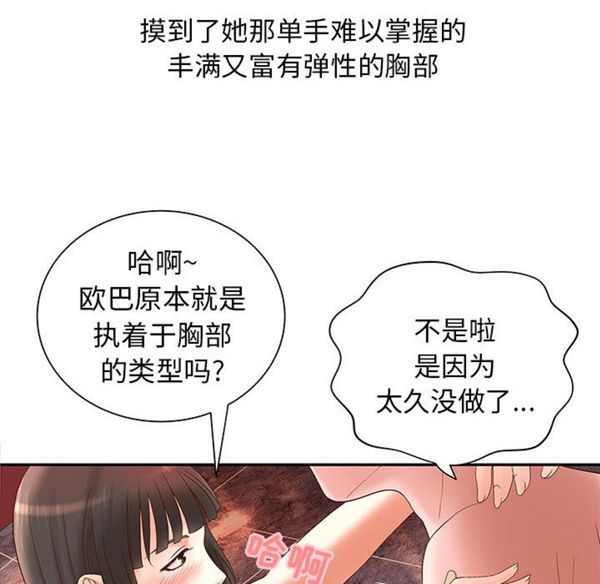 摸到了她那单手难以掌握的
丰满又富有弹性的胸部
哈啊~
欧巴原本就是
执着于胸部
的类型吗?
不是啦
是因为
太久没做了...
哈啊